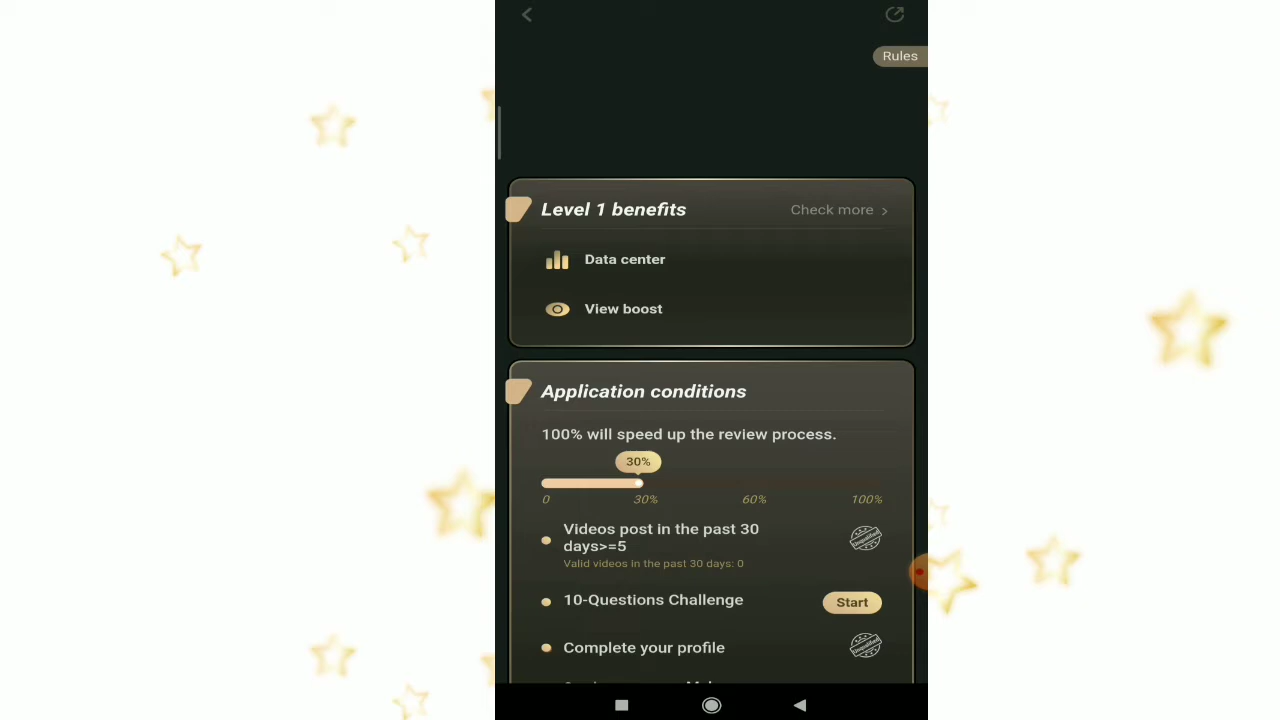 Rules
Level 1 benefits
Check more >
Data center
View boost
Application conditions
100% will speed up the review process.
30%
0 30% 60% 100%
Videos post in the past 30
days>=5
Unqualified
Valid videos in the past 30 days: 0
10-Questions Challenge
Start
Complete your profile
Unqualified